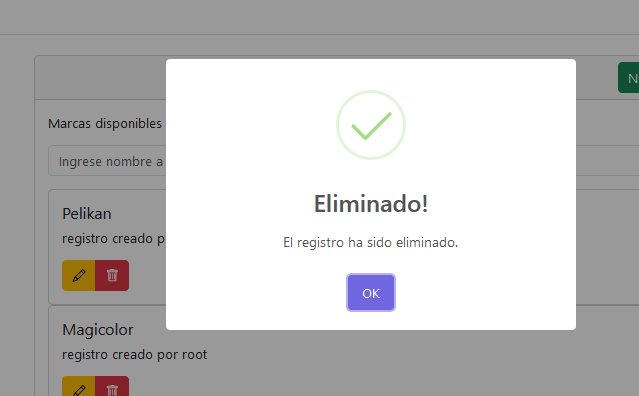 N
Marcas disponibles
Ingrese nombre a
Pelikan
registro creado p
Eliminado!
El registro ha sido eliminado.
OK
Magicolor
registro creado por root